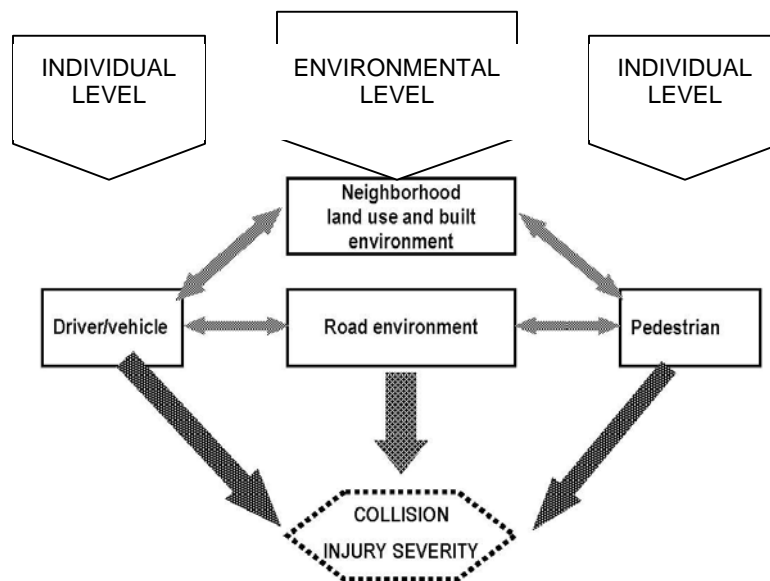 INDIVIDUAL
LEVEL
ENVIRONMENTAL
LEVEL
INDIVIDUAL
LEVEL
Neighborhood
land use and built
environment
Driver/vehicle
Road environment
Pedestrian
COLLISION
INJURY SEVERITY